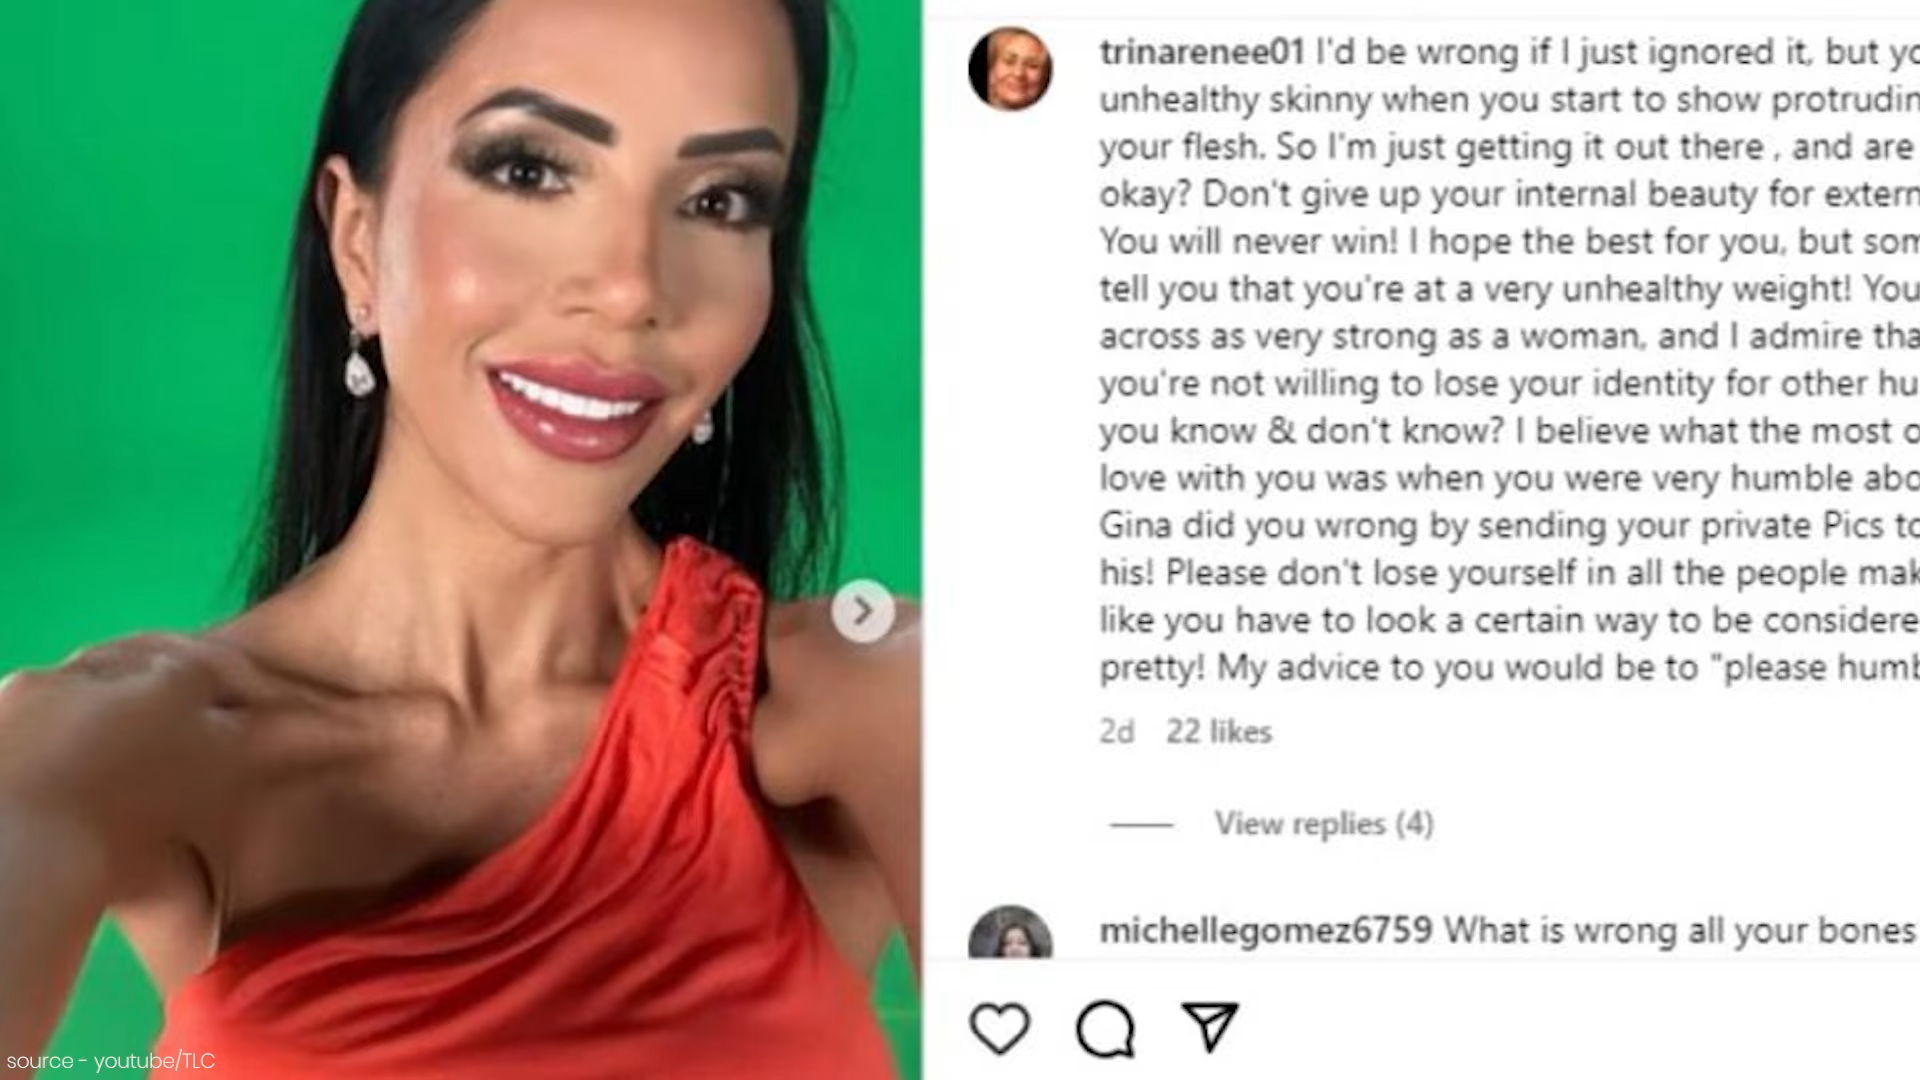 trinarenee01 I'd be wrong if I just ignored it, but yo
unhealthy skinny when you start to show protrudin
your flesh. So I'm just getting it out there , and are
okay? Don't give up your internal beauty for extern
You will never win! I hope the best for you, but som
tell you that you're at a very unhealthy weight! You
across as very strong as a woman, and I admire tha
you're not willing to lose your identity for other hu
you know & don't know? I believe what the most o
love with you was when you were very humble abo
Gina did you wrong by sending your private Pics to
his! Please don't lose yourself in all the people mak
like you have to look a certain way to be considere
pretty! My advice to you would be to "please humb
2d 22 likes
View replies (4)
michellegomez6759 What is wrong all your bones
source - youtube/TLC